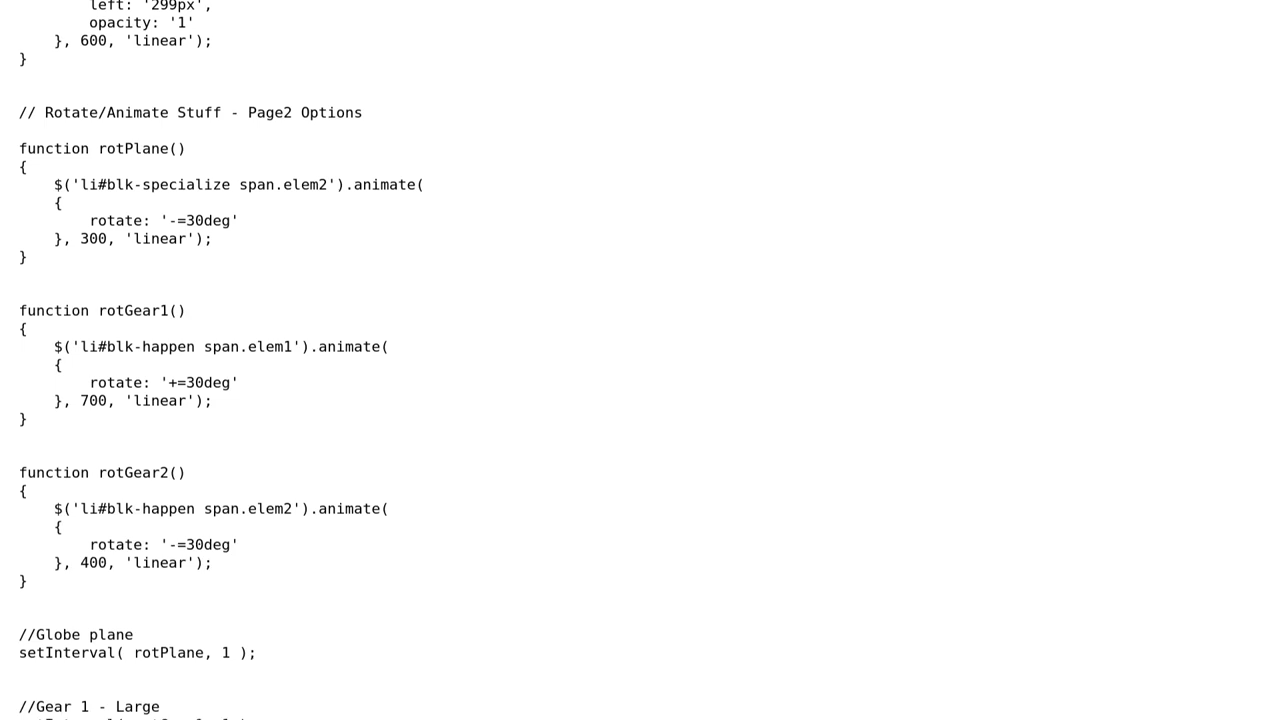 left: '299px',
opacity: '1'
}, 600, 'linear');
}
// Rotate/Animate Stuff - Page2 Options
function rotPlane()
{
$('li#blk-specialize span.elem2').animate(
{
rotate: '-=30deg'
}, 300, 'linear');
}
function rotGear1()
{
$('li#blk-happen span.elem1').animate(
{
rotate: '+=30deg'
}, 700, 'linear');
}
function rotGear2()
{
$('li#blk-happen span.elem2').animate(
{
rotate: '-=30deg'
}, 400, 'linear');
}
//Globe plane
setInterval( rotPlane, 1 );
//Gear 1 - Large